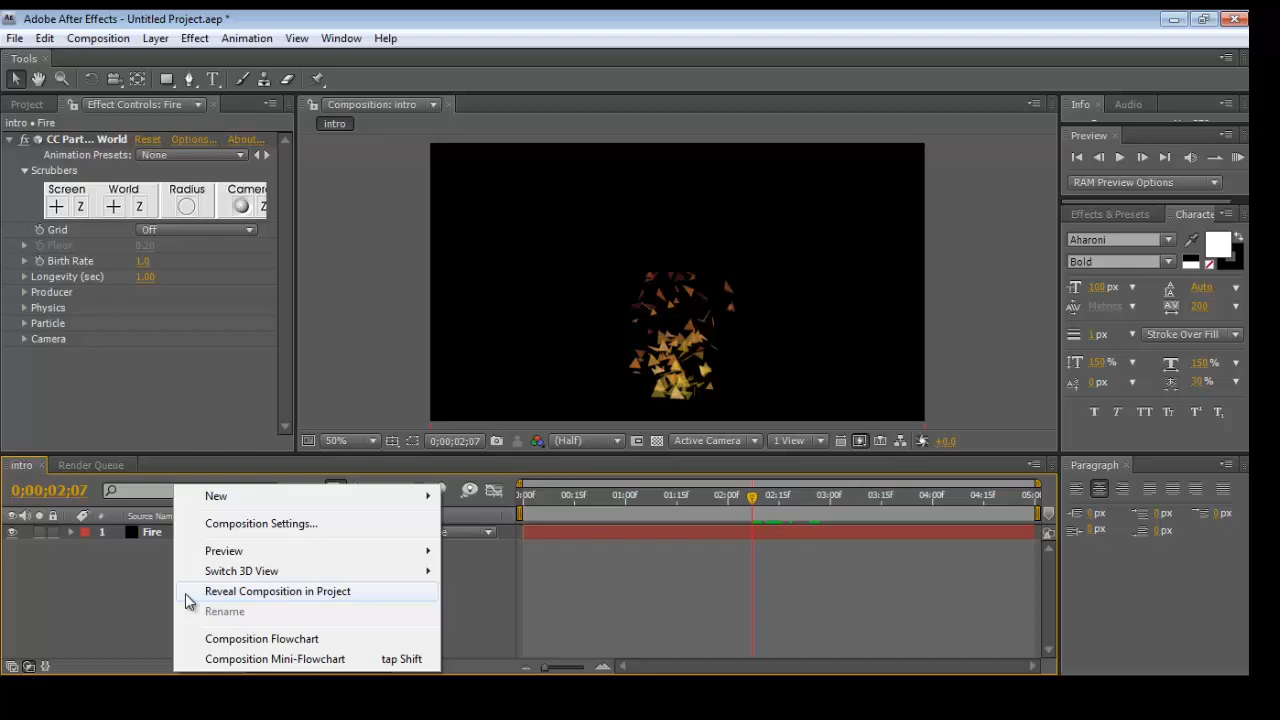 Adobe After Effects - Untitled Project.aep *
File Edit Composition Layer Effect Animation View Window Help
Tools
Project Effect Controls: Fire
intro • Fire
CC Part... World Reset Options... About...
Animation Presets: None
Scrubbers
Screen World Radius Camer
Z Z Z
Grid Off
Floor 0.20
Birth Rate 1.0
Longevity (sec) 1.00
Producer
Physics
Particle
Camera
Composition: intro
intro
50% 0;00;02;07 (Half) Active Camera 1 View +0.0
Info Audio
Preview
RAM Preview Options
Effects & Presets Characte
Aharoni
Bold
100 px Auto
Metrics 200
1 px Stroke Over Fill
150 % 150 %
0 px 30 %
T T TT Tr T¹ T₁
intro Render Queue
0;00;02;07
# Source Nam
1 Fire
New
Composition Settings...
Preview
Switch 3D View
Reveal Composition in Project
Rename
Composition Flowchart
Composition Mini-Flowchart tap Shift
:00f 00:15f 01:00f 01:15f 02:00f 02:15f 03:00f 03:15f 04:00f 04:15f 05:0
Paragraph
0 px 0 px 0 px
0 px 0 px